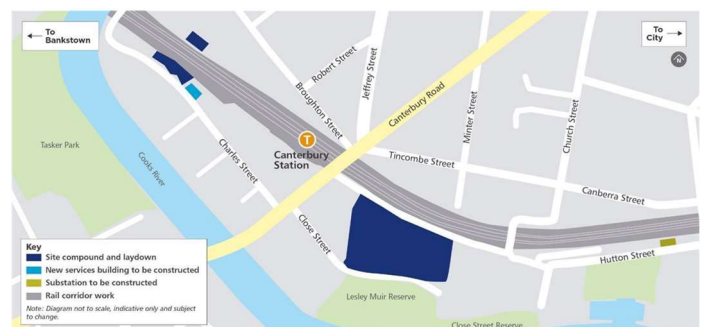 ← To
Bankstown
To →
City
N
Robert Street
Jeffrey Street
Broughton Street
Canterbury Road
Minter Street
Church Street
Tasker Park
Cooks River
T
Canterbury
Station
Charles Street
Tincombe Street
Canberra Street
Close Street
Hutton Street
Key
Site compound and laydown
New services building to be constructed
Substation to be constructed
Rail corridor work
Note: Diagram not to scale, indicative only and subject
to change.
Lesley Muir Reserve
Close Street Reserve